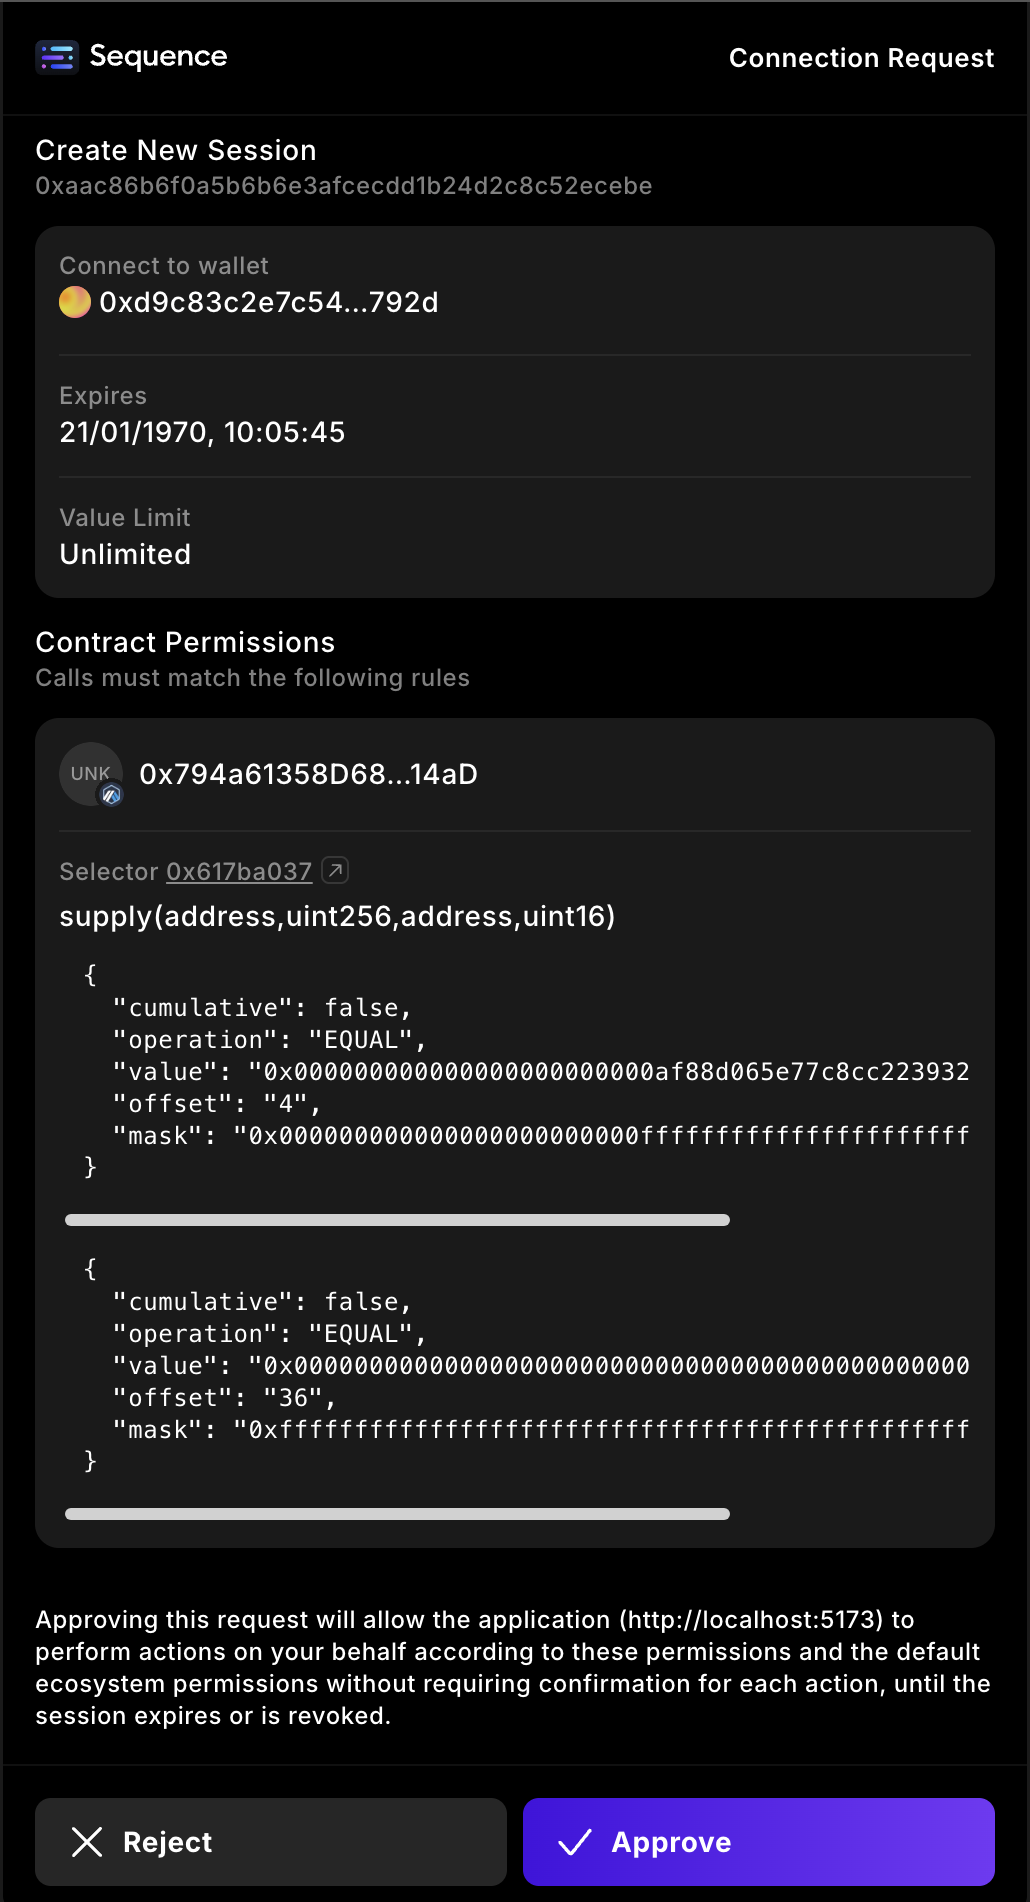 Sequence
Connection Request
Create New Session
0xaac86b6f0a5b6b6e3afcecdd1b24d2c8c52ecebe
Connect to wallet
0xd9c83c2e7c54...792d
Expires
21/01/1970, 10:05:45
Value Limit
Unlimited
Contract Permissions
Calls must match the following rules
UNK
0x794a61358D68...14aD
Selector 0x617ba037
supply(address,uint256,address,uint16)
{
"cumulative": false,
"operation": "EQUAL",
"value": "0x000000000000000000000000af88d065e77c8cc223932
"offset": "4",
"mask": "0x000000000000000000000000ffffffffffffffffffffff
}
{
"cumulative": false,
"operation": "EQUAL",
"value": "0x000000000000000000000000000000000000000000000
"offset": "36",
"mask": "0xffffffffffffffffffffffffffffffffffffffffffffff
}
Approving this request will allow the application (http://localhost:5173) to
perform actions on your behalf according to these permissions and the default
ecosystem permissions without requiring confirmation for each action, until the
session expires or is revoked.
Reject
Approve